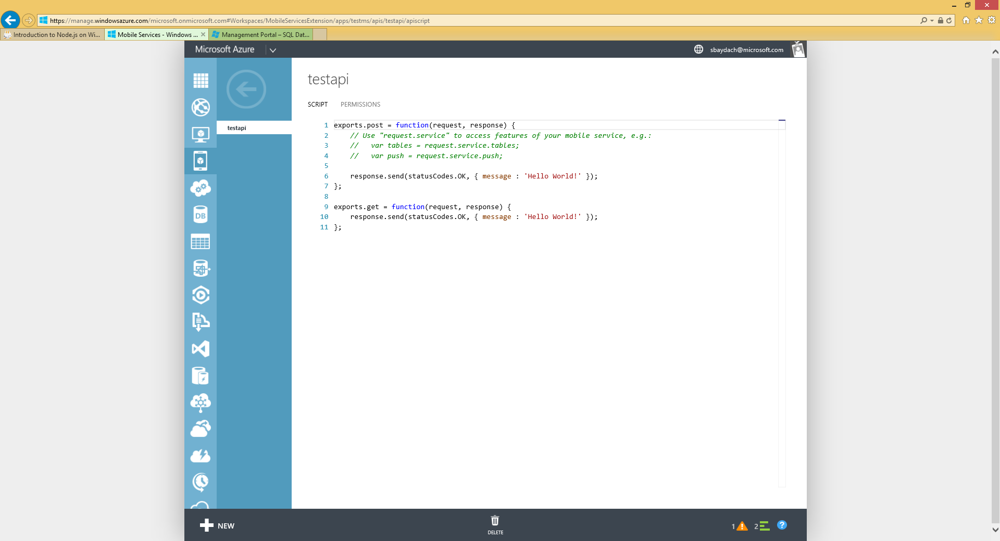 https://manage.windowsazure.com/microsoft.onmicrosoft.com#Workspaces/MobileServicesExtension/apps/testms/apis/testapi/apiscript
Introduction to Node.js on Wi...
Mobile Services - Windows ...
Management Portal – SQL Dat...
Microsoft Azure
sbaydach@microsoft.com
testapi
SCRIPT PERMISSIONS
testapi
1 exports.post = function(request, response) {
2 // Use "request.service" to access features of your mobile service, e.g.:
3 // var tables = request.service.tables;
4 // var push = request.service.push;
5
6 response.send(statusCodes.OK, { message : 'Hello World!' });
7 };
8
9 exports.get = function(request, response) {
10 response.send(statusCodes.OK, { message : 'Hello World!' });
11 };
DB
NEW
DELETE
1 2 ?